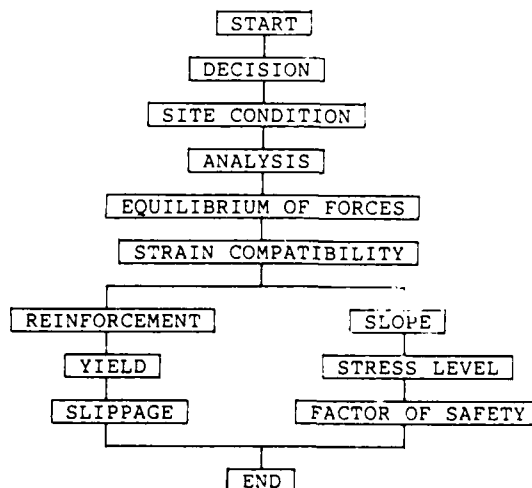 START
DECISION
SITE CONDITION
ANALYSIS
EQUILIBRIUM OF FORCES
STRAIN COMPATIBILITY
REINFORCEMENT
SLOPE
YIELD
STRESS LEVEL
SLIPPAGE
FACTOR OF SAFETY
END